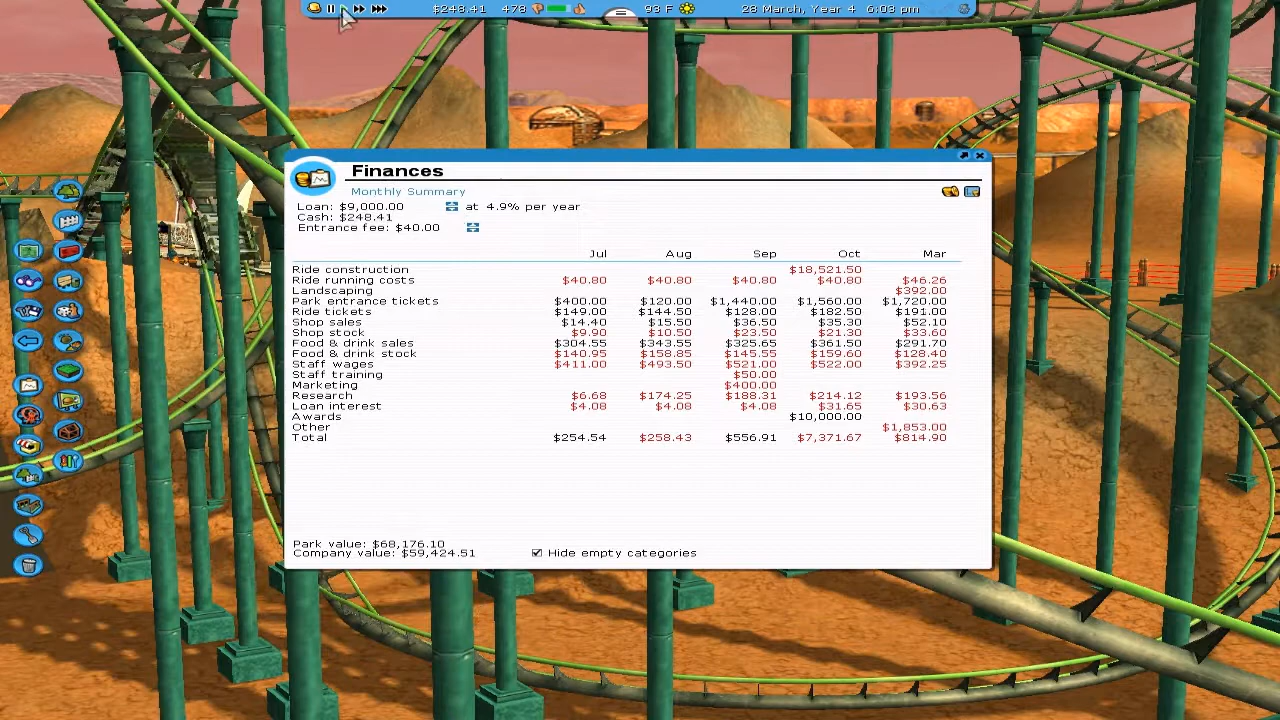 $248.41 478 93 F 28 March, Year 4 6:03 pm
Finances
Monthly Summary
Loan: $9,000.00 at 4.9% per year
Cash: $248.41
Entrance fee: $40.00
Jul Aug Sep Oct Mar
Ride construction $18,521.50
Ride running costs $40.80 $40.80 $40.80 $40.80 $46.26
Landscaping $392.00
Park entrance tickets $400.00 $120.00 $1,440.00 $1,560.00 $1,720.00
Ride tickets $149.00 $144.50 $128.00 $182.50 $191.00
Shop sales $14.40 $15.50 $36.50 $35.30 $52.10
Shop stock $9.90 $10.50 $23.50 $21.30 $33.60
Food & drink sales $304.55 $343.55 $325.65 $361.50 $291.70
Food & drink stock $140.95 $158.85 $145.55 $159.60 $128.40
Staff wages $411.00 $493.50 $521.00 $522.00 $392.25
Staff training $50.00
Marketing $400.00
Research $6.68 $174.25 $188.31 $214.12 $193.56
Loan interest $4.08 $4.08 $4.08 $31.65 $30.63
Awards $10,000.00
Other $1,853.00
Total $254.54 $258.43 $556.91 $7,371.67 $814.90
Park value: $68,176.10
Company value: $59,424.51 Hide empty categories